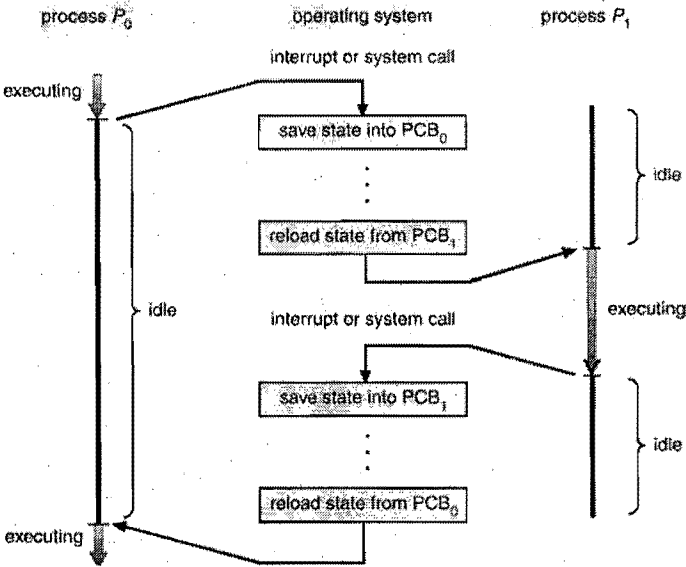 process P₀ operating system process P₁
interrupt or system call
executing
save state into PCB₀
idle
reload state from PCB₁
idle
executing
interrupt or system call
save state into PCB₁
idle
reload state from PCB₀
executing